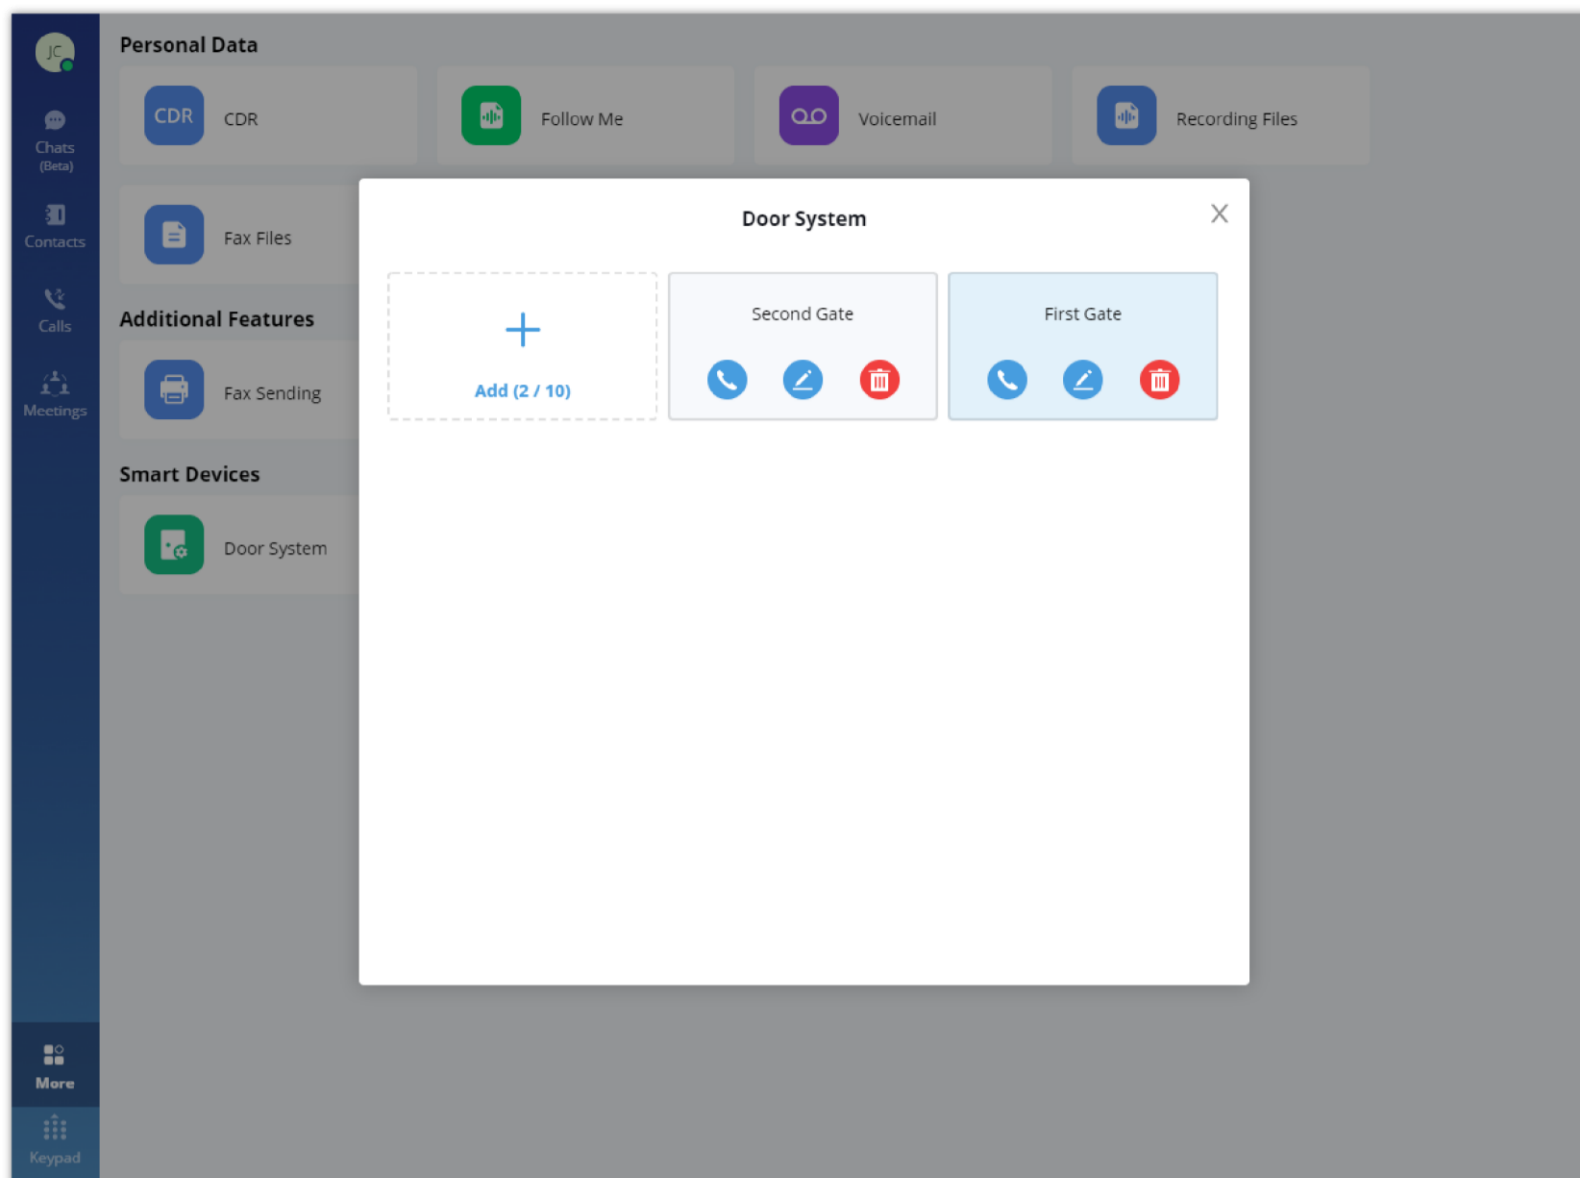 JC
Chats
(Beta)
Contacts
Calls
Meetings
More
Keypad
Personal Data
CDR
CDR
Follow Me
Voicemail
Recording Files
Fax Files
Additional Features
Fax Sending
Smart Devices
Door System
Door System
Add (2 / 10)
Second Gate
First Gate